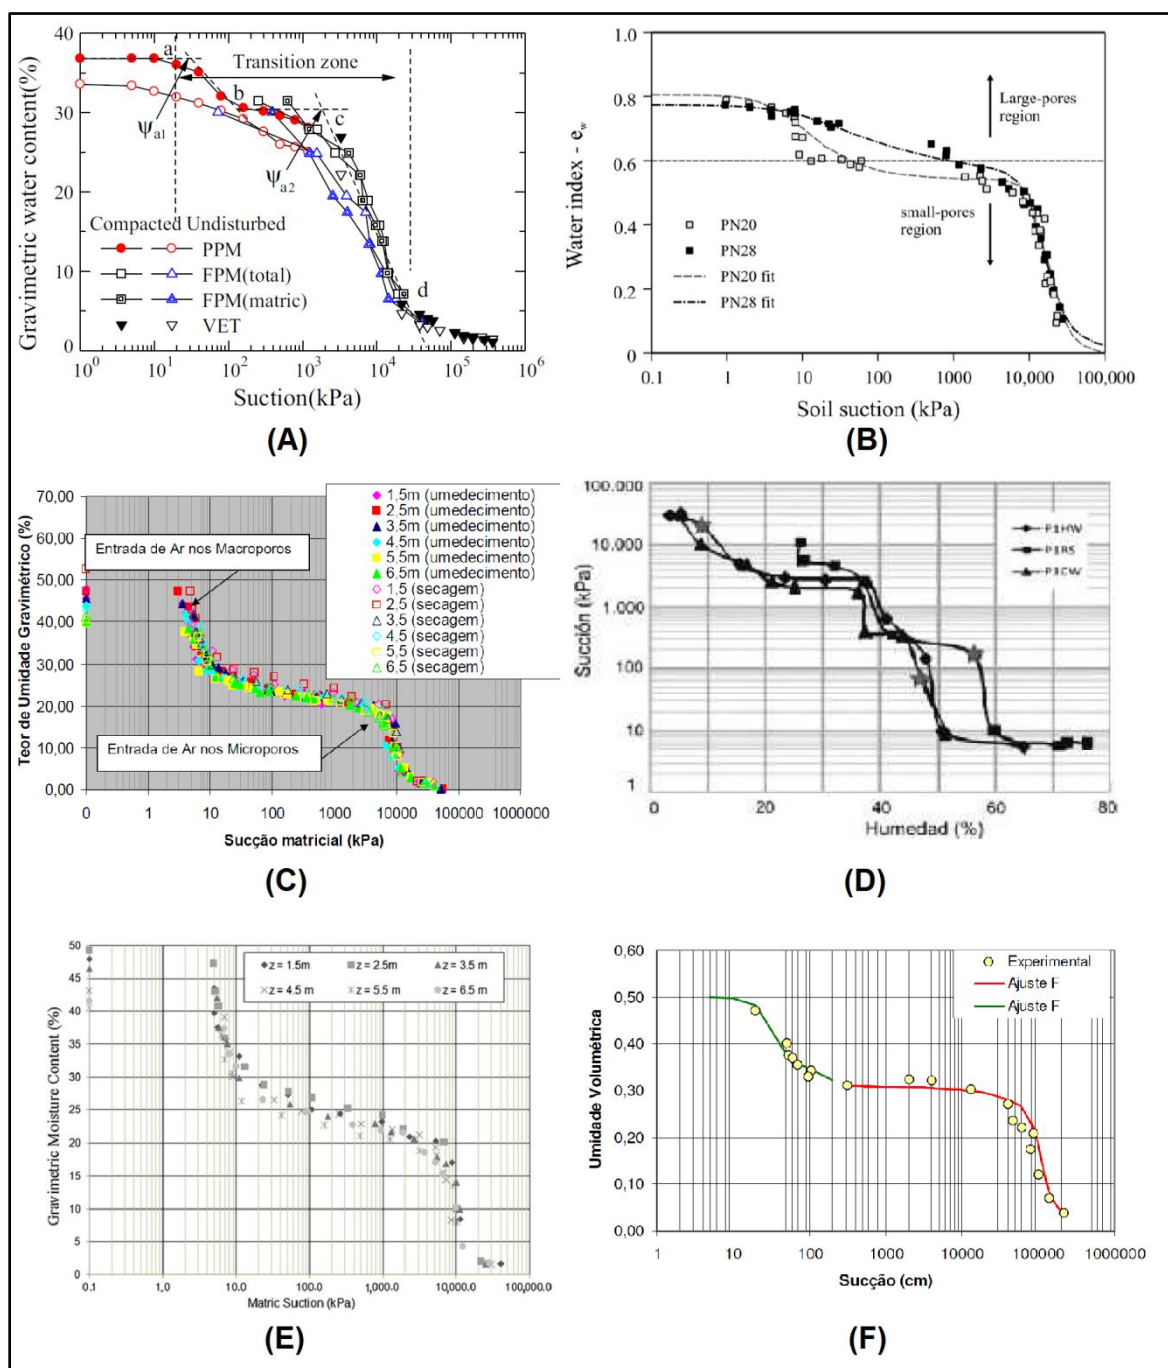 40
30
20
10
0
Gravimetric water content(%)
a
Transition zone
b
c
d
Ψa1
Ψa2
Compacted Undisturbed
PPM
FPM(total)
FPM(matric)
VET
10^0 10^1 10^2 10^3 10^4 10^5 10^6
Suction(kPa)
(A)
1.0
0.8
0.6
0.4
0.2
0
Water index - e_w
Large-pores
region
small-pores
region
PN20
PN28
PN20 fit
PN28 fit
0.1 1 10 100 1000 10,000 100,000
Soil suction (kPa)
(B)
70,00
60,00
50,00
40,00
30,00
20,00
10,00
0,00
Teor de Umidade Gravimétrico (%)
Entrada de Ar nos Macroporos
Entrada de Ar nos Microporos
1,5m (umedecimento)
2,5m (umedecimento)
3,5m (umedecimento)
4,5m (umedecimento)
5,5m (umedecimento)
6,5m (umedecimento)
1,5 (secagem)
2,5 (secagem)
3,5 (secagem)
4,5 (secagem)
5,5 (secagem)
6,5 (secagem)
0 1 10 100 1000 10000 100000 1000000
Sucção matricial (kPa)
(C)
100.000
10.000
1.000
100
10
1
Succión (kPa)
0 20 40 60 80
Humedad (%)
(D)
50
45
40
35
30
25
20
15
10
5
0
Gravimetric Moisture Content (%)
z = 1.5m z = 2.5m z = 3.5 m
z = 4.5 m z = 5.5 m z = 6.5 m
0.1 1,0 10.0 100.0 1,000.0 10,000.0 100,000.0
Matric Suction (kPa)
(E)
0,60
0,50
0,40
0,30
0,20
0,10
0,00
Umidade Volumétrica
Experimental
Ajuste F
Ajuste F
1 10 100 1000 10000 100000 1000000
Sucção (cm)
(F)